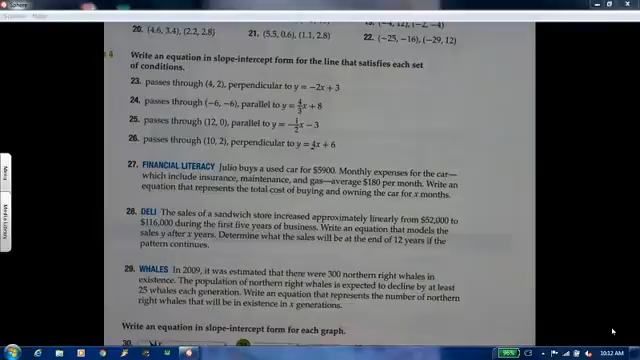 20. (4.6, 3.4), (2.2, 2.8)
21. (5.5, 0.6), (1.1, 2.8)
22. (−25, −16), (−29, 12)
4
Write an equation in slope-intercept form for the line that satisfies each set
of conditions.
23. passes through (4, 2), perpendicular to y = −2x + 3
24. passes through (−6, −6), parallel to y = 4/3x + 8
25. passes through (12, 0), parallel to y = −1/2x − 3
26. passes through (10, 2), perpendicular to y = 4x + 6
27. FINANCIAL LITERACY Julio buys a used car for $5900. Monthly expenses for the car—
which include insurance, maintenance, and gas—average $180 per month. Write an
equation that represents the total cost of buying and owning the car for x months.
28. DELI The sales of a sandwich store increased approximately linearly from $52,000 to
$116,000 during the first five years of business. Write an equation that models the
sales y after x years. Determine what the sales will be at the end of 12 years if the
pattern continues.
29. WHALES In 2009, it was estimated that there were 300 northern right whales in
existence. The population of northern right whales is expected to decline by at least
25 whales each generation. Write an equation that represents the number of northern
right whales that will be in existence in x generations.
Write an equation in slope-intercept form for each graph.
30.
Media Library
96%
10:12 AM